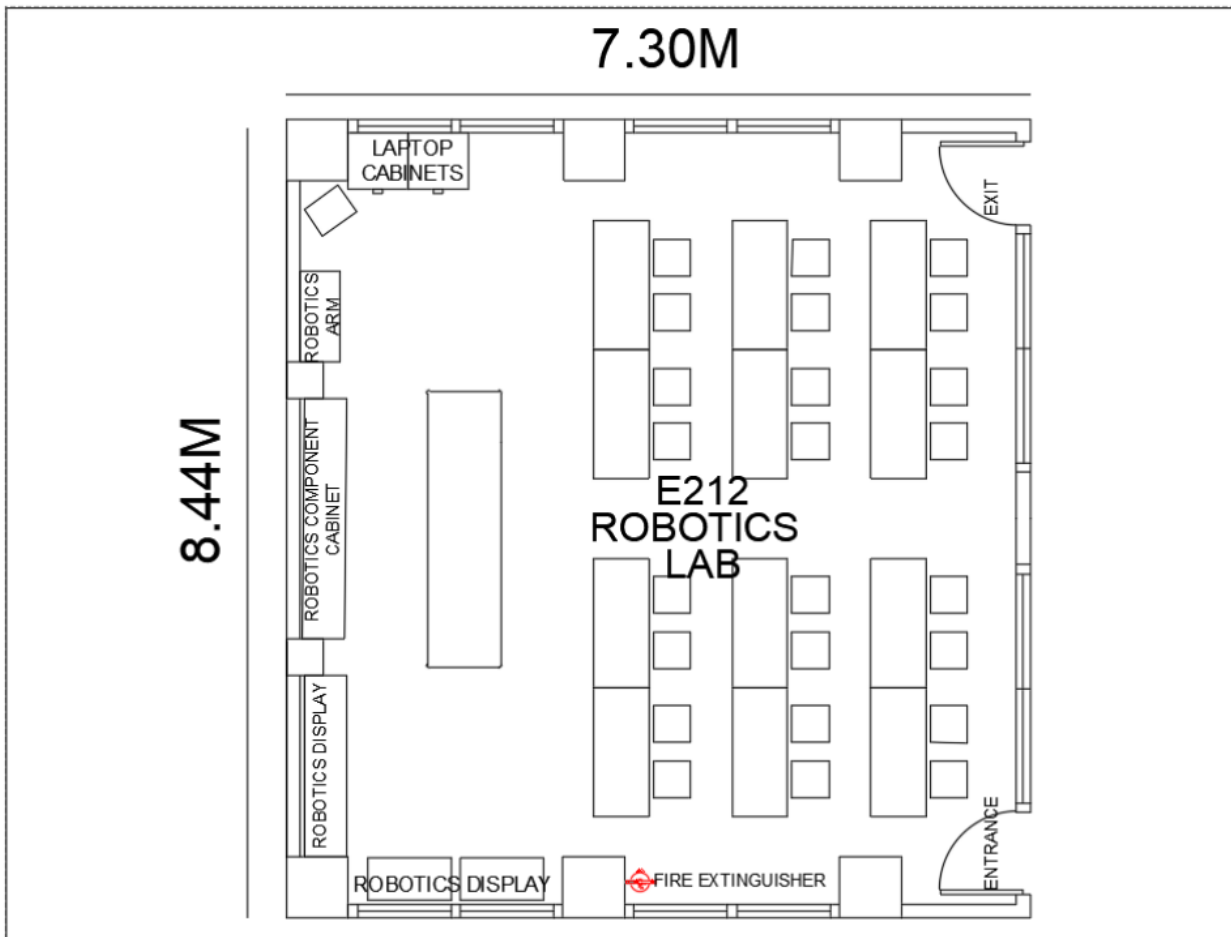 7.30M
8.44M
LAPTOP
CABINETS
EXIT
ROBOTICS
ARM
ROBOTICS COMPONENT
CABINET
E212
ROBOTICS
LAB
ROBOTICS DISPLAY
ENTRANCE
ROBOTICS DISPLAY
FIRE EXTINGUISHER